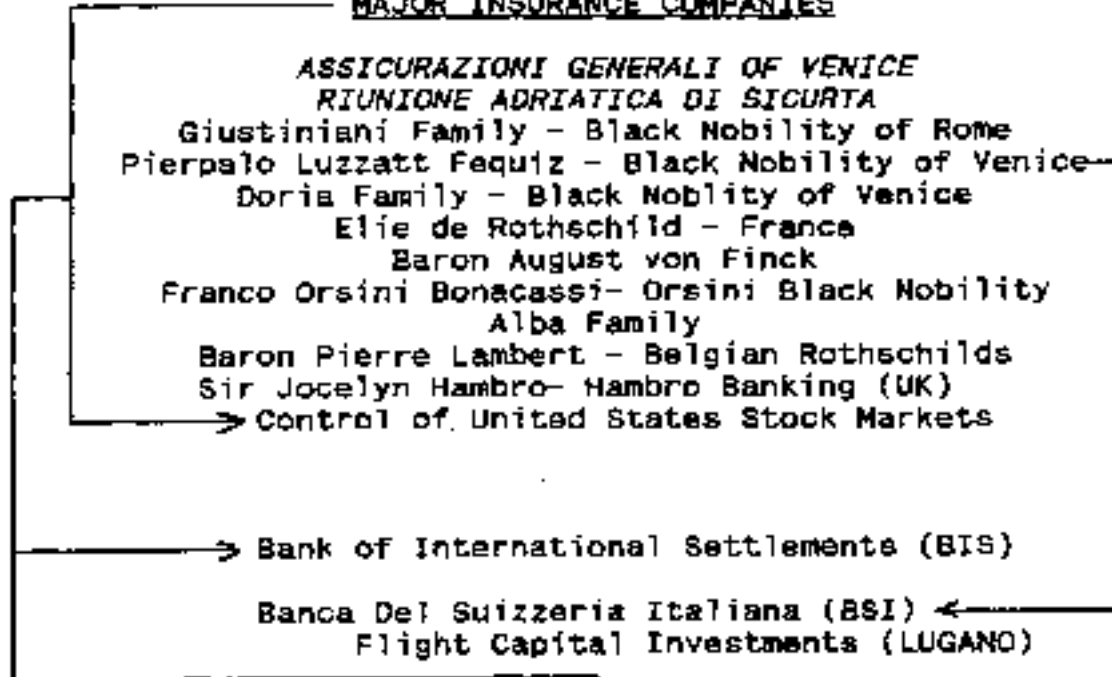 MAJOR INSURANCE COMPANIES
ASSICURAZIONI GENERALI OF VENICE
RIUNIONE ADRIATICA DI SICURTA
Giustiniani Family - Black Nobility of Rome
Pierpalo Luzzatt Fequiz - Black Nobility of Venice
Doria Family - Black Noblity of Venice
Elie de Rothschild - France
Baron August von Finck
Franco Orsini Bonacassi- Orsini Black Nobility
Alba Family
Baron Pierre Lambert - Belgian Rothschilds
Sir Jocelyn Hambro- Hambro Banking (UK)
Control of United States Stock Markets
Bank of International Settlements (BIS)
Banca Del Suizzeria Italiana (BSI)
Flight Capital Investments (LUGANO)